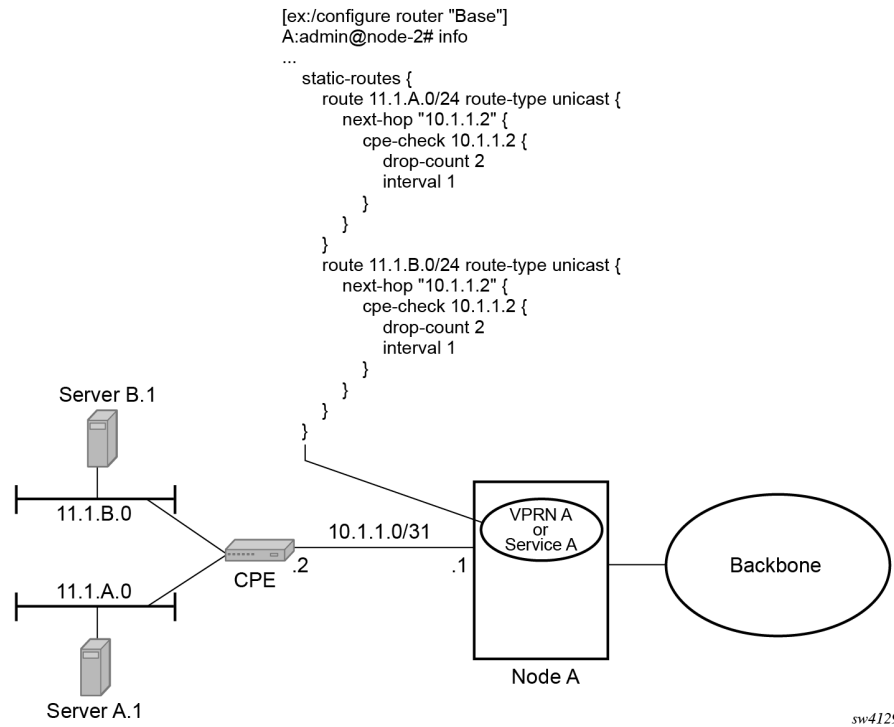 [ex:/configure router "Base"]
A:admin@node-2# info
...
static-routes {
route 11.1.A.0/24 route-type unicast {
next-hop "10.1.1.2" {
cpe-check 10.1.1.2 {
drop-count 2
interval 1
}
}
}
route 11.1.B.0/24 route-type unicast {
next-hop "10.1.1.2" {
cpe-check 10.1.1.2 {
drop-count 2
interval 1
}
}
}
}
Server B.1
11.1.B.0
10.1.1.0/31
VPRN A
or
Service A
CPE
.2
.1
Backbone
11.1.A.0
Node A
Server A.1
sw4129